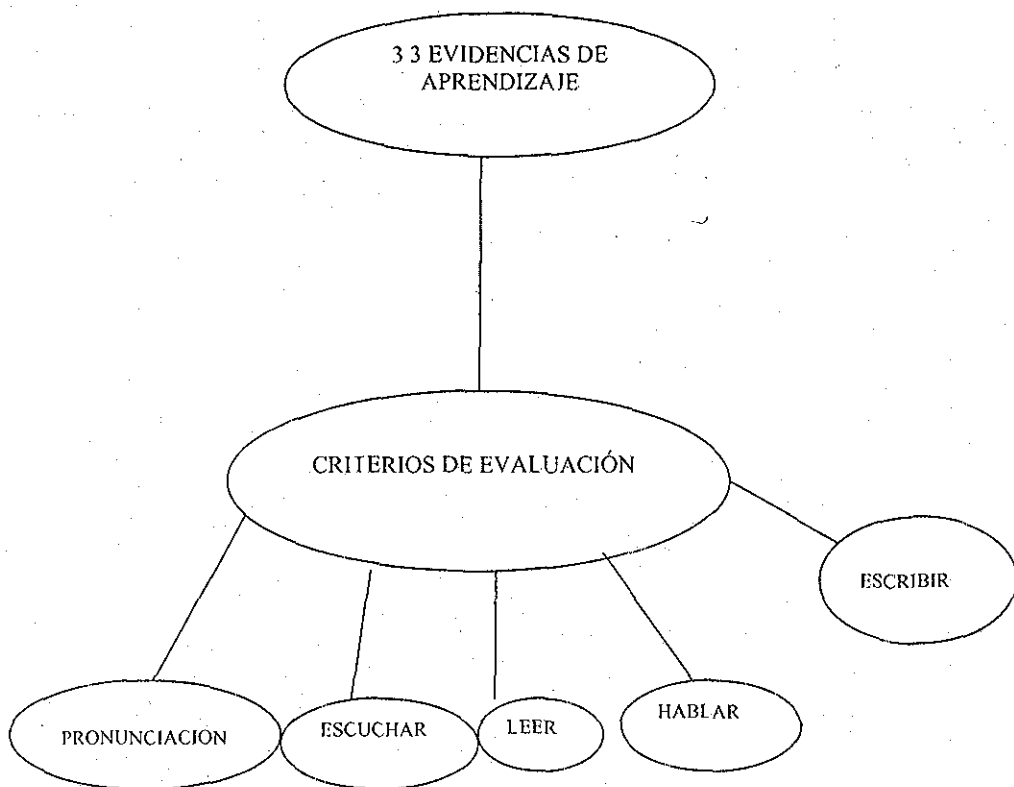 3 3 EVIDENCIAS DE
APRENDIZAJE
CRITERIOS DE EVALUACIÓN
ESCRIBIR
PRONUNCIACION
ESCUCHAR
LEER
HABLAR